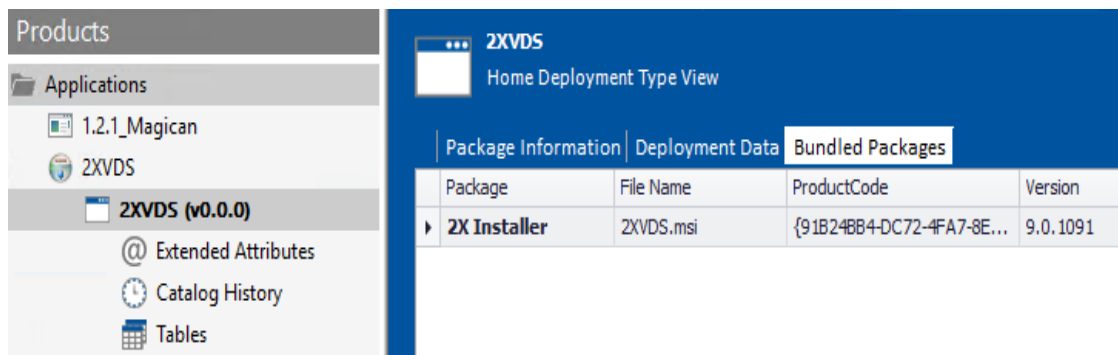 Products
Applications
1.2.1_Magican
2XVDS
2XVDS (v0.0.0)
Extended Attributes
Catalog History
Tables
2XVDS
Home Deployment Type View
Package Information Deployment Data Bundled Packages
Package File Name ProductCode Version
2X Installer 2XVDS.msi {91B24BB4-DC72-4FA7-8E... 9.0.1091